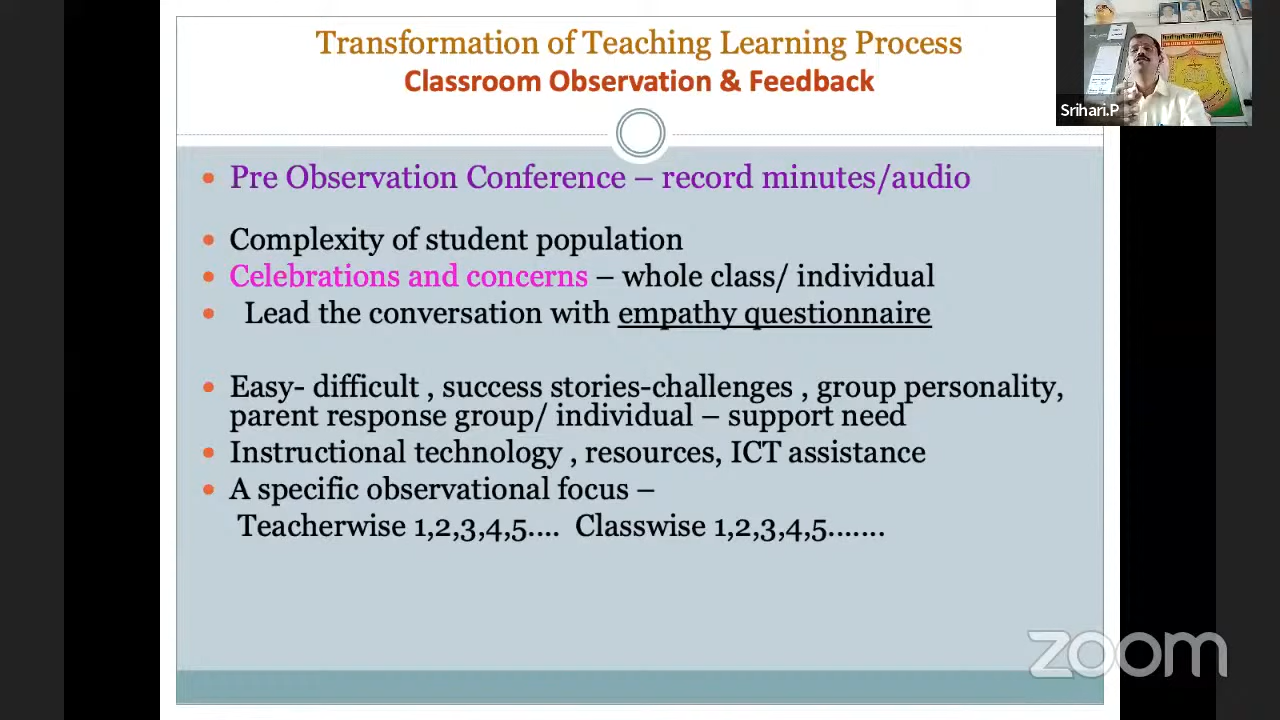 Transformation of Teaching Learning Process
Classroom Observation & Feedback
Srihari.P
• Pre Observation Conference – record minutes/audio
• Complexity of student population
• Celebrations and concerns – whole class/ individual
• Lead the conversation with empathy questionnaire
• Easy- difficult , success stories-challenges , group personality,
parent response group/ individual – support need
• Instructional technology , resources, ICT assistance
• A specific observational focus –
Teacherwise 1,2,3,4,5.... Classwise 1,2,3,4,5.......
zoom